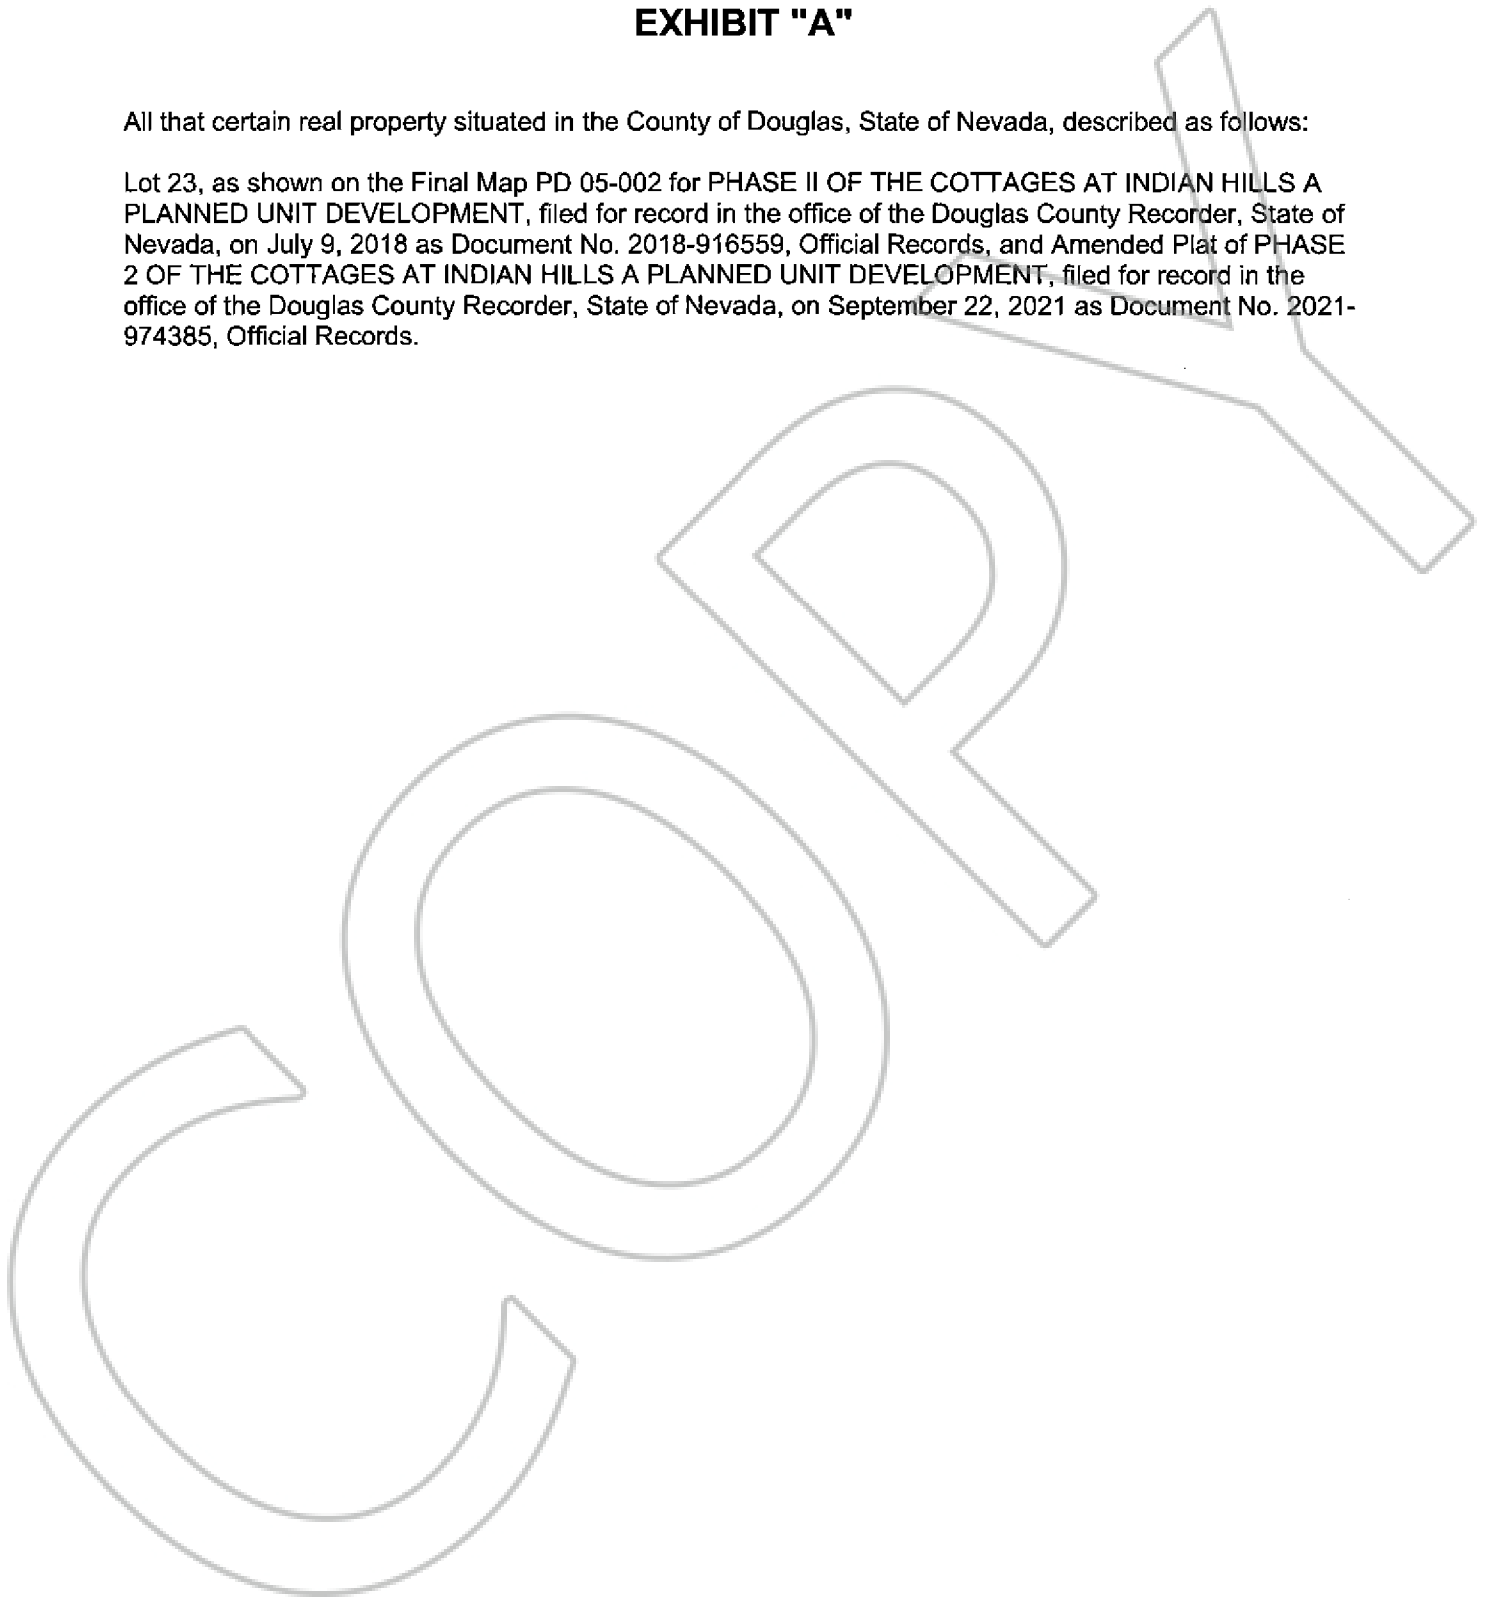 EXHIBIT "A"
All that certain real property situated in the County of Douglas, State of Nevada, described as follows:
Lot 23, as shown on the Final Map PD 05-002 for PHASE II OF THE COTTAGES AT INDIAN HILLS A
PLANNED UNIT DEVELOPMENT, filed for record in the office of the Douglas County Recorder, State of
Nevada, on July 9, 2018 as Document No. 2018-916559, Official Records, and Amended Plat of PHASE
2 OF THE COTTAGES AT INDIAN HILLS A PLANNED UNIT DEVELOPMENT, filed for record in the
office of the Douglas County Recorder, State of Nevada, on September 22, 2021 as Document No. 2021-
974385, Official Records.
COPY